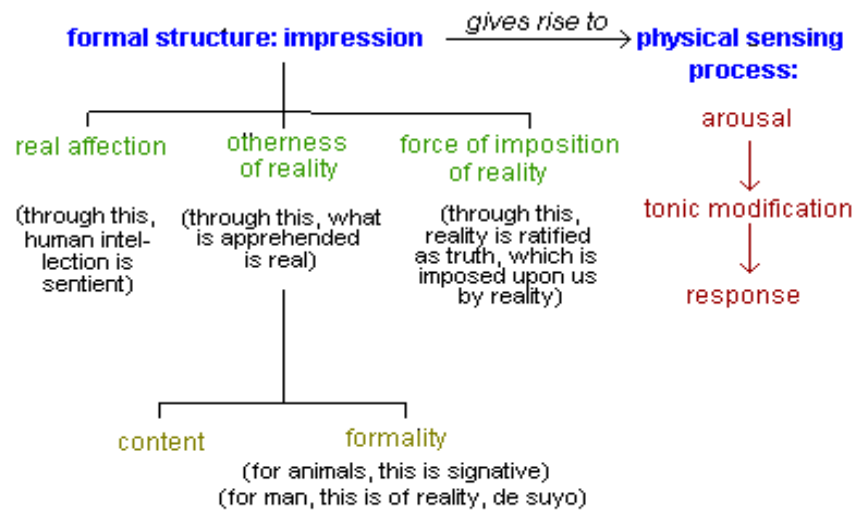 formal structure: impression
gives rise to
physical sensing
process:
real affection
(through this,
human intel-
lection is
sentient)
otherness
of reality
(through this, what
is apprehended
is real)
force of imposition
of reality
(through this,
reality is ratified
as truth, which is
imposed upon us
by reality)
arousal
tonic modification
response
content
formality
(for animals, this is signative)
(for man, this is of reality, de suyo)